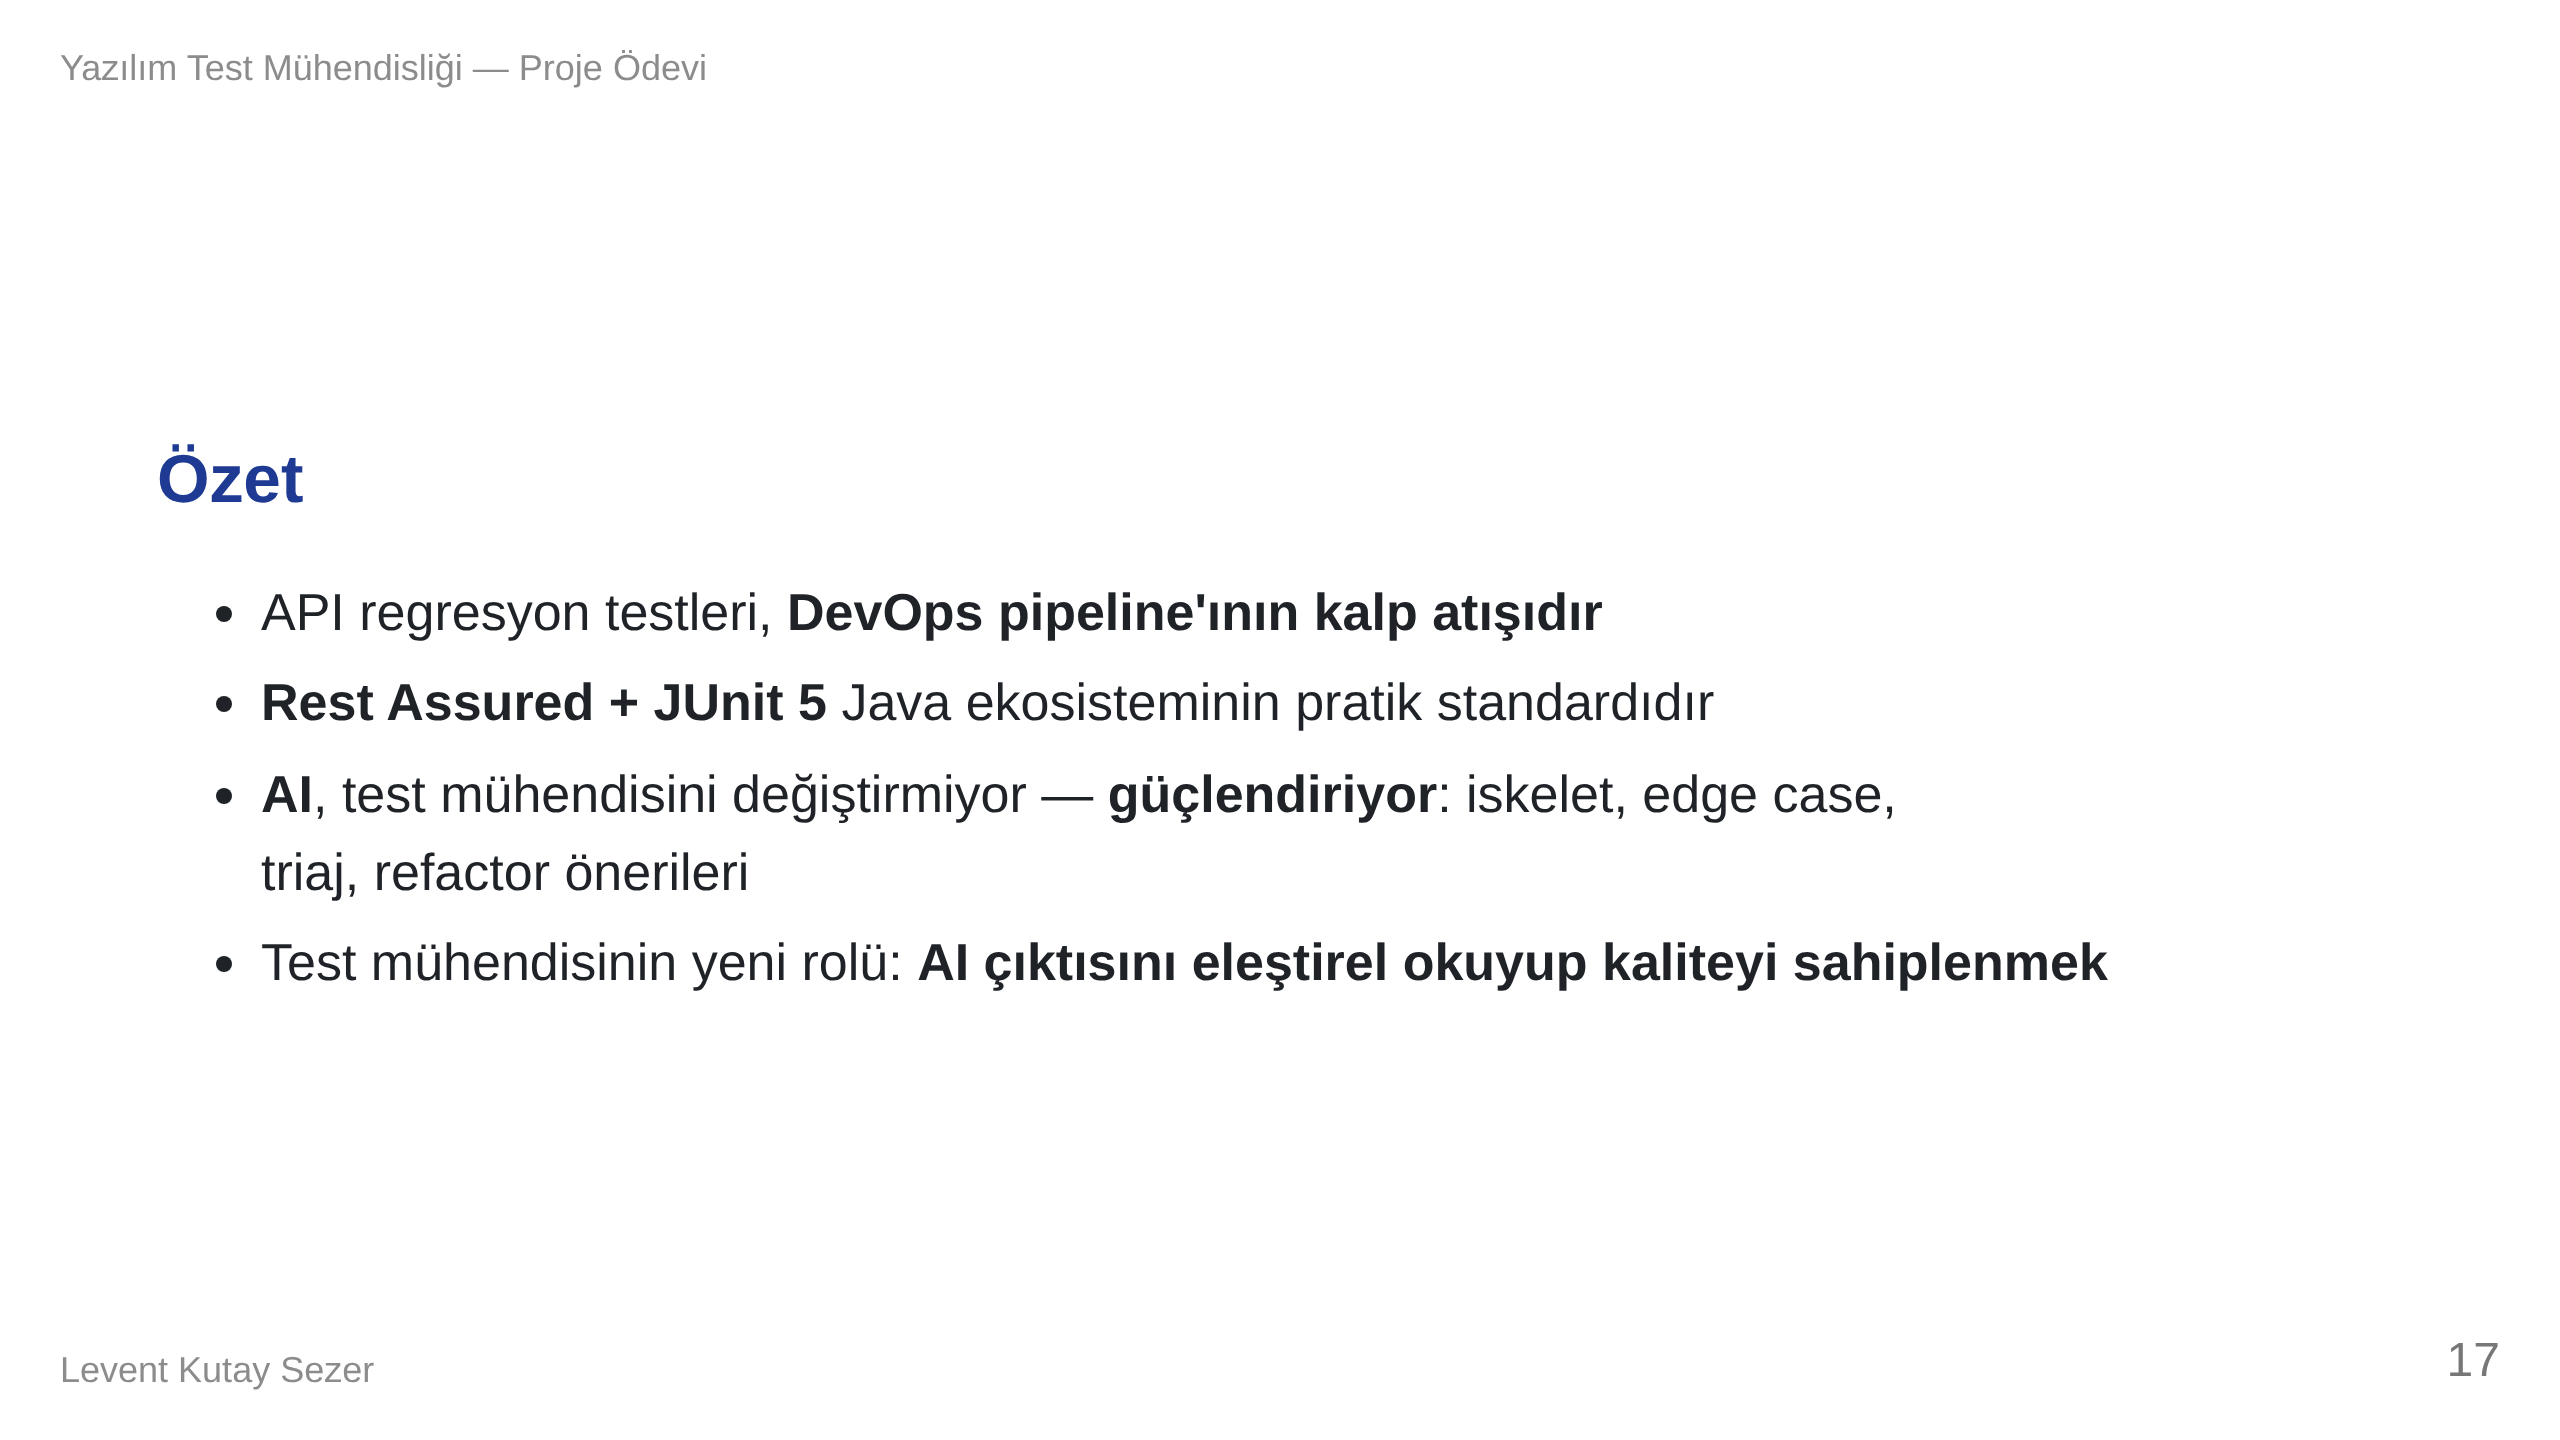 Yazılım Test Mühendisliği — Proje Ödevi
Özet
• API regresyon testleri, DevOps pipeline'ının kalp atışıdır
• Rest Assured + JUnit 5 Java ekosisteminin pratik standardıdır
• AI, test mühendisini değiştirmiyor — güçlendiriyor: iskelet, edge case,
triaj, refactor önerileri
• Test mühendisinin yeni rolü: AI çıktısını eleştirel okuyup kaliteyi sahiplenmek
Levent Kutay Sezer
17